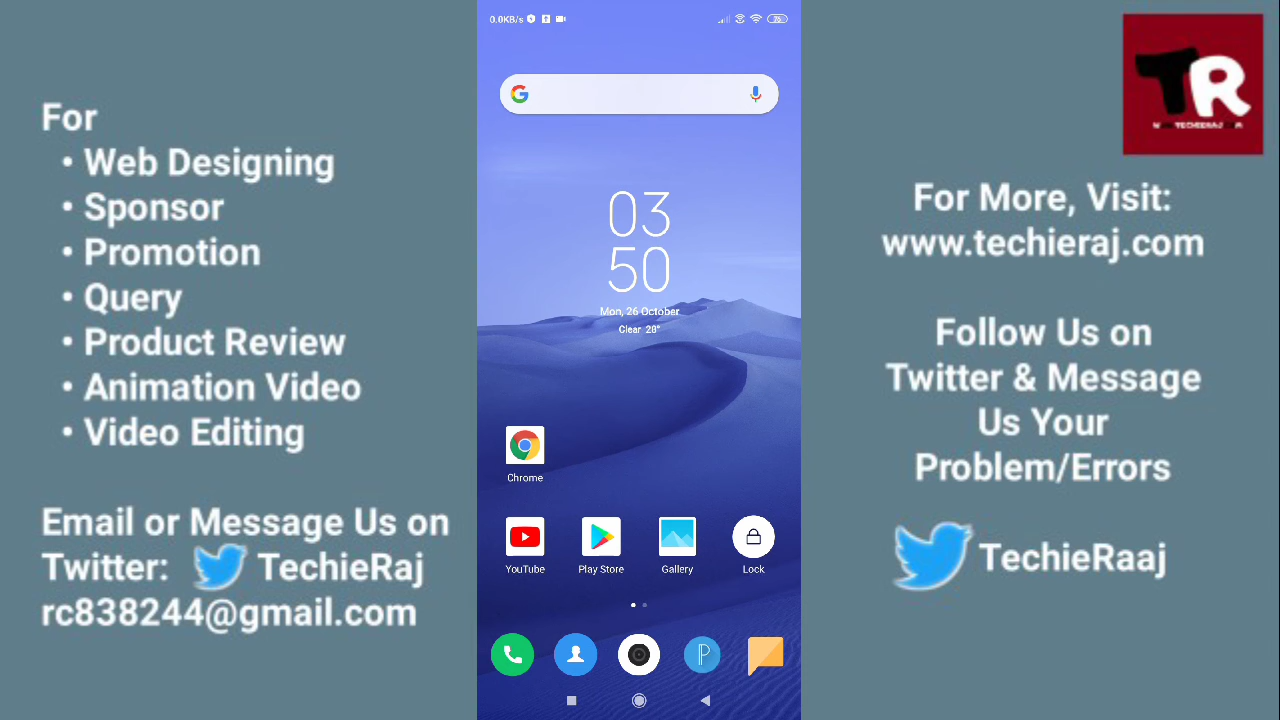 For
• Web Designing
• Sponsor
• Promotion
• Query
• Product Review
• Animation Video
• Video Editing
Email or Message Us on
Twitter: TechieRaj
rc838244@gmail.com
0.0KB/s
76
G
03
50
Mon, 26 October
Clear 28°
Chrome
YouTube
Play Store
Gallery
Lock
P
TR
For More, Visit:
www.techieraj.com
Follow Us on
Twitter & Message
Us Your
Problem/Errors
TechieRaaj